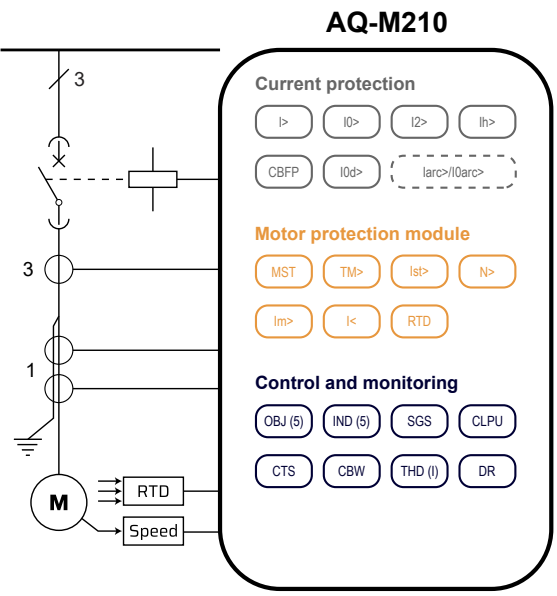 AQ-M210
3
3
1
M
RTD
Speed
Current protection
I> I0> I2> Ih>
CBFP I0d> Iarc>/I0arc>
Motor protection module
MST TM> Ist> N>
Im> I< RTD
Control and monitoring
OBJ (5) IND (5) SGS CLPU
CTS CBW THD (I) DR